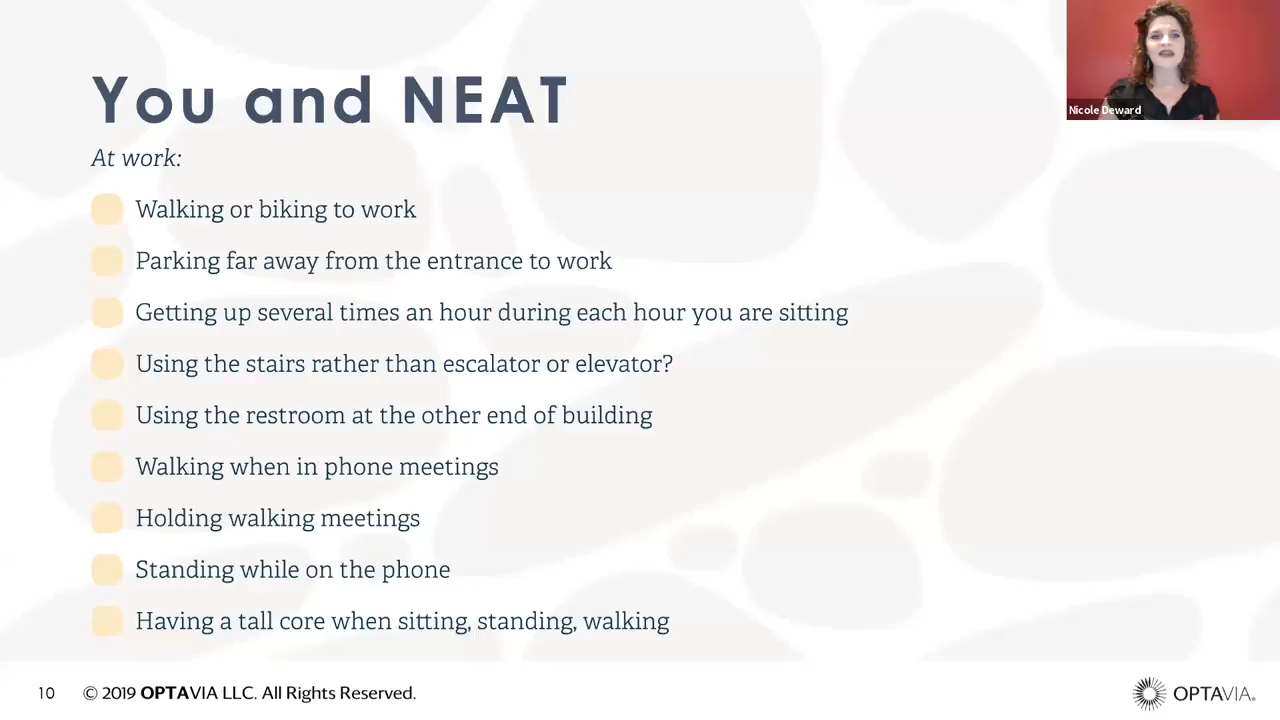 You and NEAT
Nicole Deward
At work:
Walking or biking to work
Parking far away from the entrance to work
Getting up several times an hour during each hour you are sitting
Using the stairs rather than escalator or elevator?
Using the restroom at the other end of building
Walking when in phone meetings
Holding walking meetings
Standing while on the phone
Having a tall core when sitting, standing, walking
10 © 2019 OPTAVIA LLC. All Rights Reserved. OPTAVIA®